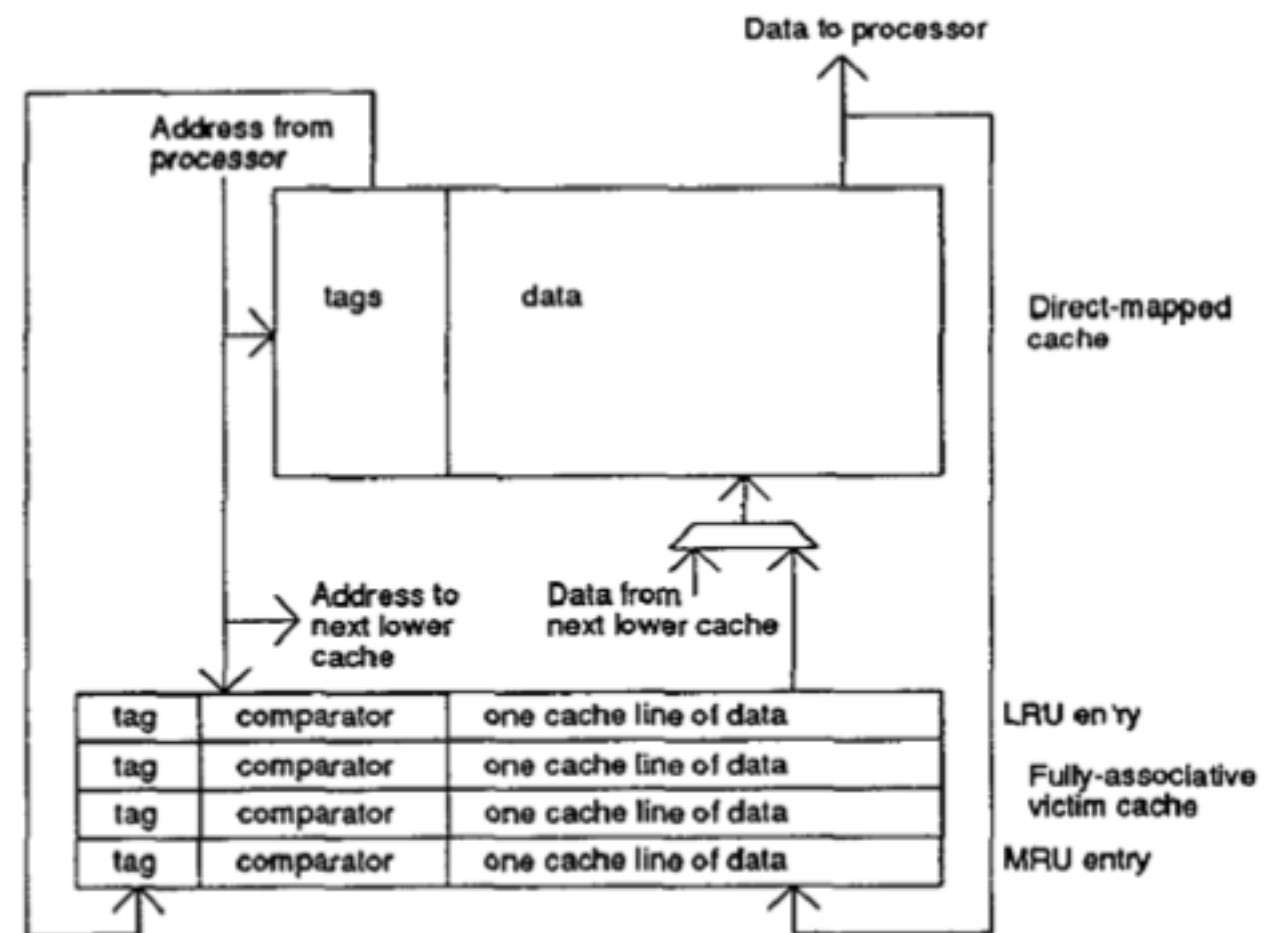 Data to processor
Address from
processor
tags
data
Direct-mapped
cache
Address to
next lower
cache
Data from
next lower cache
tag comparator one cache line of data
LRU en'ry
tag comparator one cache line of data
Fully-associative
victim cache
tag comparator one cache line of data
tag comparator one cache line of data
MRU entry